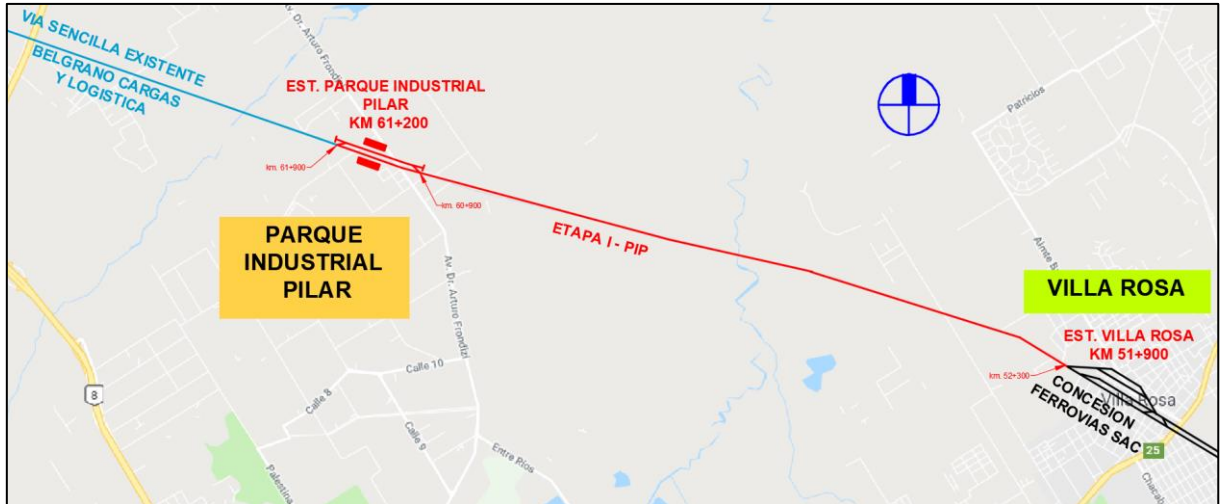 VIA SENCILLA EXISTENTE
BELGRANO CARGAS
Y LOGISTICA
Av. Dr. Arturo Frondizi
EST. PARQUE INDUSTRIAL
PILAR
KM 61+200
km. 61+900
km. 60+900
Patricios
ETAPA I - PIP
PARQUE
INDUSTRIAL
PILAR
Av. Dr. Arturo Frondizi
VILLA ROSA
EST. VILLA ROSA
KM 51+900
km. 52+300
CONCESION
FERROVIAS SAC
Villa Rosa
Calle 10
Calle 8
Calle 9
8
25
Entre Ríos
Palestina